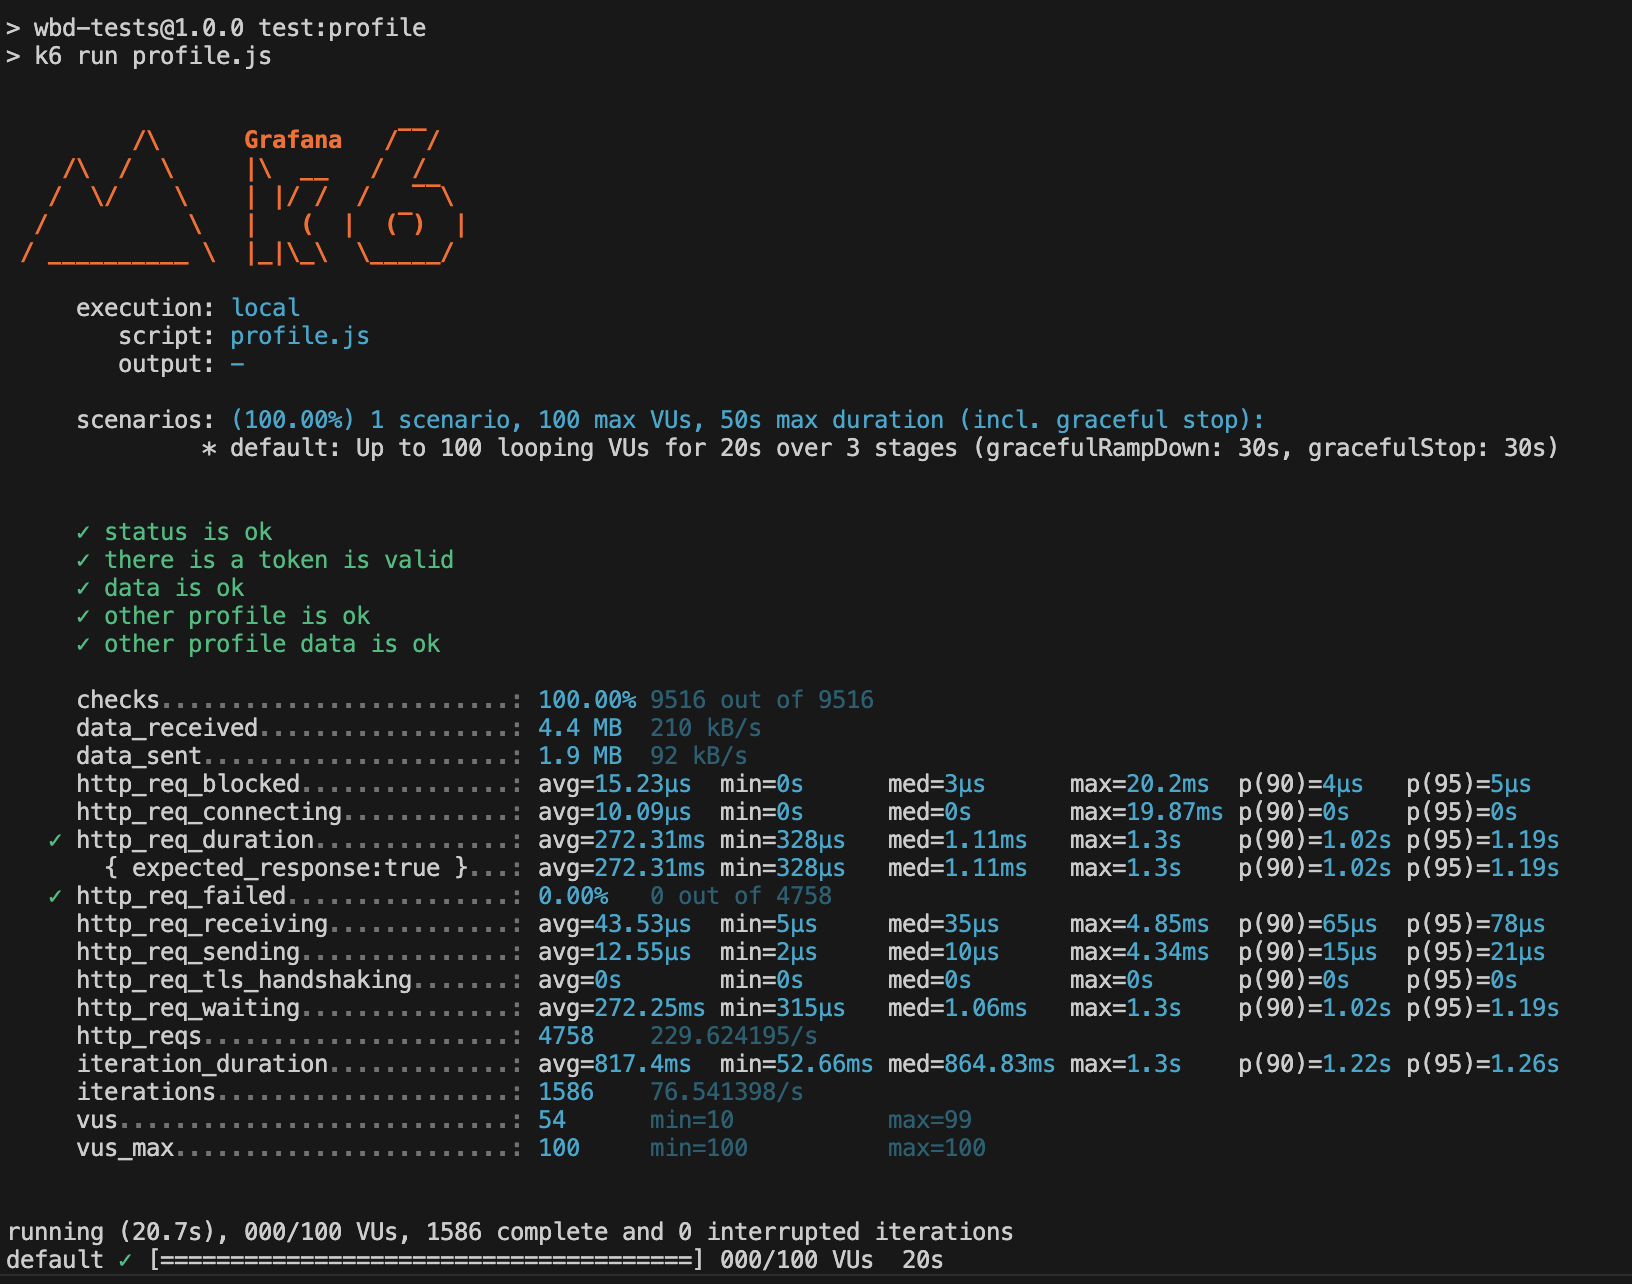 > wbd-tests@1.0.0 test:profile
> k6 run profile.js
Grafana
execution: local
script: profile.js
output: -
scenarios: (100.00%) 1 scenario, 100 max VUs, 50s max duration (incl. graceful stop):
* default: Up to 100 looping VUs for 20s over 3 stages (gracefulRampDown: 30s, gracefulStop: 30s)
✓ status is ok
✓ there is a token is valid
✓ data is ok
✓ other profile is ok
✓ other profile data is ok
checks.........................: 100.00% 9516 out of 9516
data_received..................: 4.4 MB 210 kB/s
data_sent......................: 1.9 MB 92 kB/s
http_req_blocked...............: avg=15.23µs min=0s med=3µs max=20.2ms p(90)=4µs p(95)=5µs
http_req_connecting............: avg=10.09µs min=0s med=0s max=19.87ms p(90)=0s p(95)=0s
✓ http_req_duration..............: avg=272.31ms min=328µs med=1.11ms max=1.3s p(90)=1.02s p(95)=1.19s
{ expected_response:true }...: avg=272.31ms min=328µs med=1.11ms max=1.3s p(90)=1.02s p(95)=1.19s
✓ http_req_failed................: 0.00% 0 out of 4758
http_req_receiving.............: avg=43.53µs min=5µs med=35µs max=4.85ms p(90)=65µs p(95)=78µs
http_req_sending...............: avg=12.55µs min=2µs med=10µs max=4.34ms p(90)=15µs p(95)=21µs
http_req_tls_handshaking.......: avg=0s min=0s med=0s max=0s p(90)=0s p(95)=0s
http_req_waiting...............: avg=272.25ms min=315µs med=1.06ms max=1.3s p(90)=1.02s p(95)=1.19s
http_reqs......................: 4758 229.624195/s
iteration_duration.............: avg=817.4ms min=52.66ms med=864.83ms max=1.3s p(90)=1.22s p(95)=1.26s
iterations.....................: 1586 76.541398/s
vus............................: 54 min=10 max=99
vus_max........................: 100 min=100 max=100
running (20.7s), 000/100 VUs, 1586 complete and 0 interrupted iterations
default ✓ [======================================] 000/100 VUs 20s